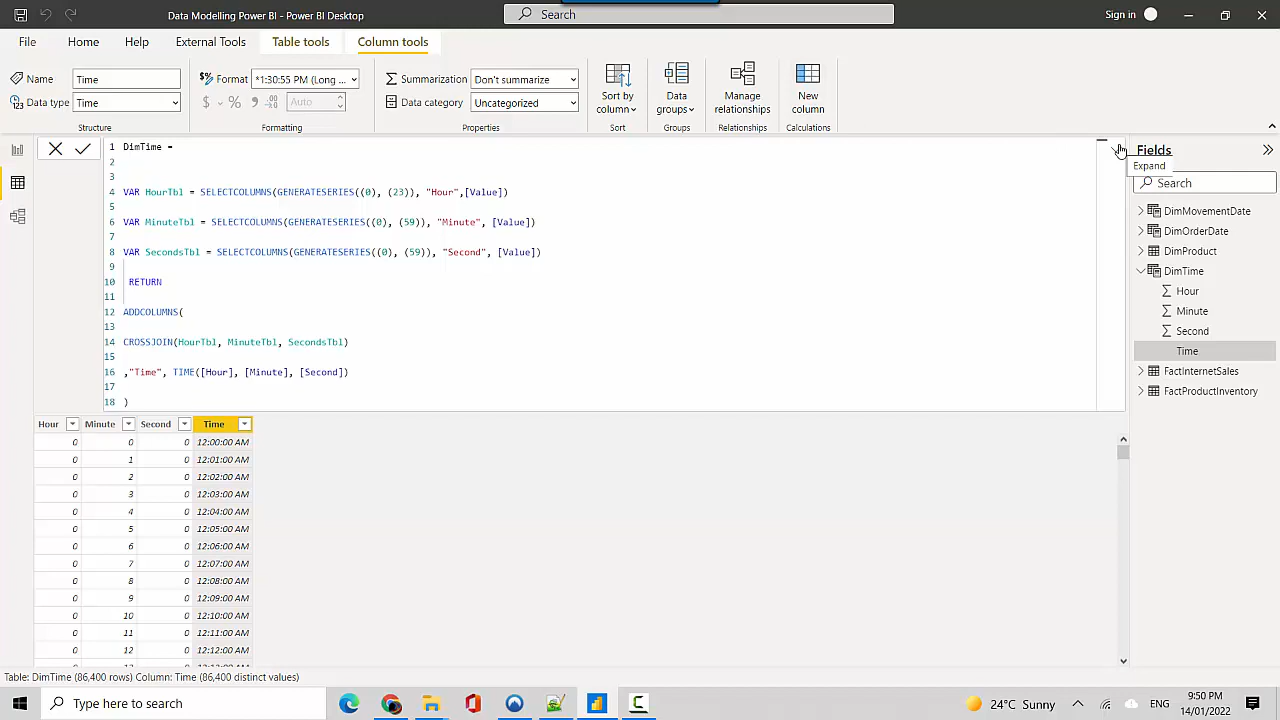 Data Modelling Power BI - Power BI Desktop
Search
Sign in
File Home Help External Tools Table tools Column tools
Name Time
Data type Time
Structure
Format *1:30:55 PM (Long ...
$ % Auto
Formatting
Summarization Don't summarize
Data category Uncategorized
Properties
Sort by column
Sort
Data groups
Groups
Manage relationships
Relationships
New column
Calculations
1 DimTime =
2
3
4 VAR HourTbl = SELECTCOLUMNS(GENERATESERIES((0), (23)), "Hour",[Value])
5
6 VAR MinuteTbl = SELECTCOLUMNS(GENERATESERIES((0), (59)), "Minute", [Value])
7
8 VAR SecondsTbl = SELECTCOLUMNS(GENERATESERIES((0), (59)), "Second", [Value])
9
10 RETURN
11
12 ADDCOLUMNS(
13
14 CROSSJOIN(HourTbl, MinuteTbl, SecondsTbl)
15
16 ,"Time", TIME([Hour], [Minute], [Second])
17
18 )
Hour Minute Second Time
0 0 0 12:00:00 AM
0 1 0 12:01:00 AM
0 2 0 12:02:00 AM
0 3 0 12:03:00 AM
0 4 0 12:04:00 AM
0 5 0 12:05:00 AM
0 6 0 12:06:00 AM
0 7 0 12:07:00 AM
0 8 0 12:08:00 AM
0 9 0 12:09:00 AM
0 10 0 12:10:00 AM
0 11 0 12:11:00 AM
0 12 0 12:12:00 AM
Fields
Expand
Search
DimMovementDate
DimOrderDate
DimProduct
DimTime
Hour
Minute
Second
Time
FactInternetSales
FactProductInventory
Table: DimTime (86,400 rows) Column: Time (86,400 distinct values)
Type here to search
24°C Sunny
ENG
9:50 PM
14/01/2022